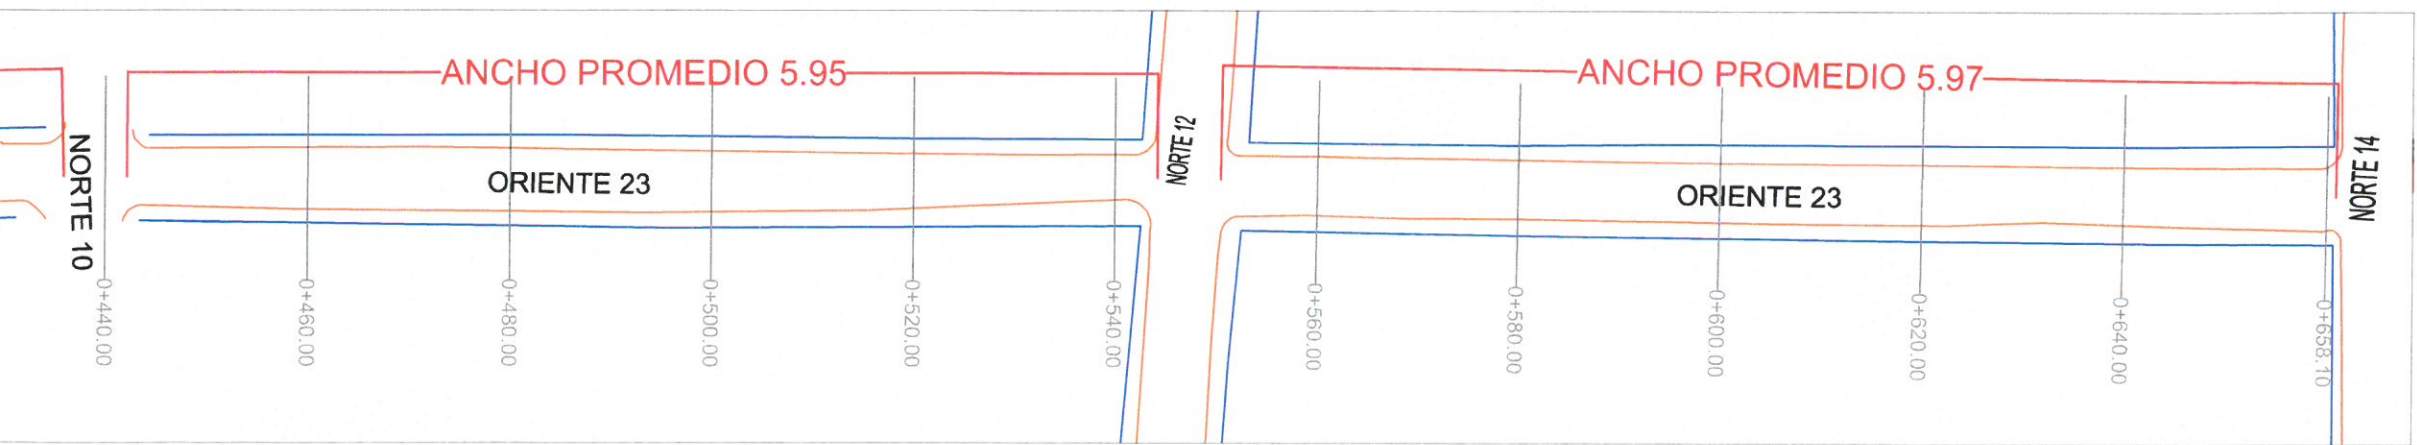 ANCHO PROMEDIO 5.95
ANCHO PROMEDIO 5.97
NORTE 10
ORIENTE 23
NORTE 12
ORIENTE 23
NORTE 14
0+440.00
0+460.00
0+480.00
0+500.00
0+520.00
0+540.00
0+560.00
0+580.00
0+600.00
0+620.00
0+640.00
0+658.10